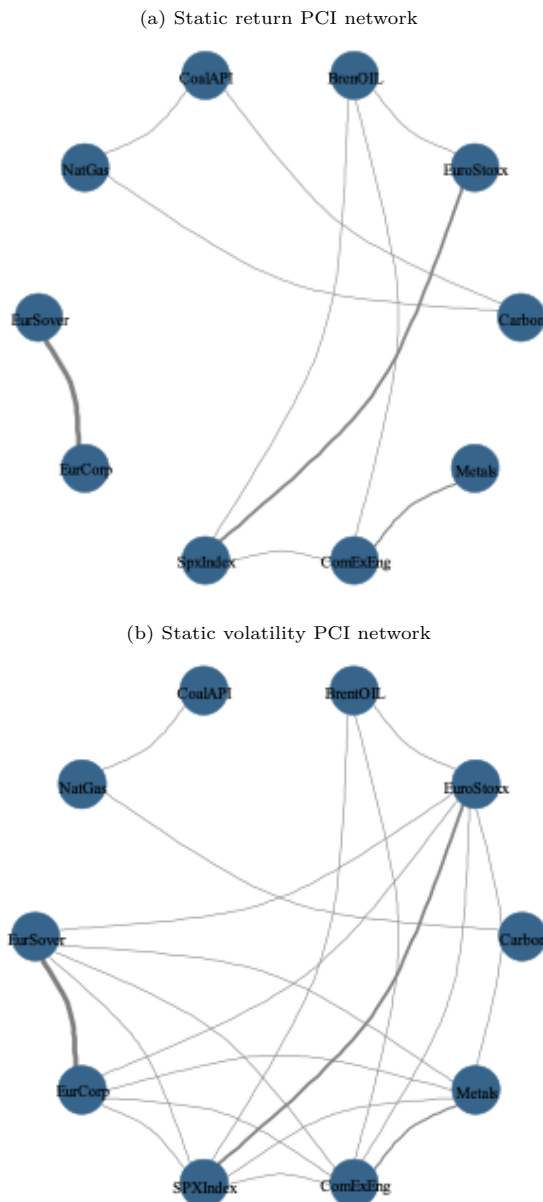 (a) Static return PCI network
CoalAPI
BrenOIL
NatGas
EuroStoxx
EurSover
Carbon
EurCorp
Metals
SpxIndex
ComExEng
(b) Static volatility PCI network
CoalAPI
BrentOIL
NatGas
EuroStoxx
EurSover
Carbon
EurCorp
Metals
SPXIndex
ComExEng